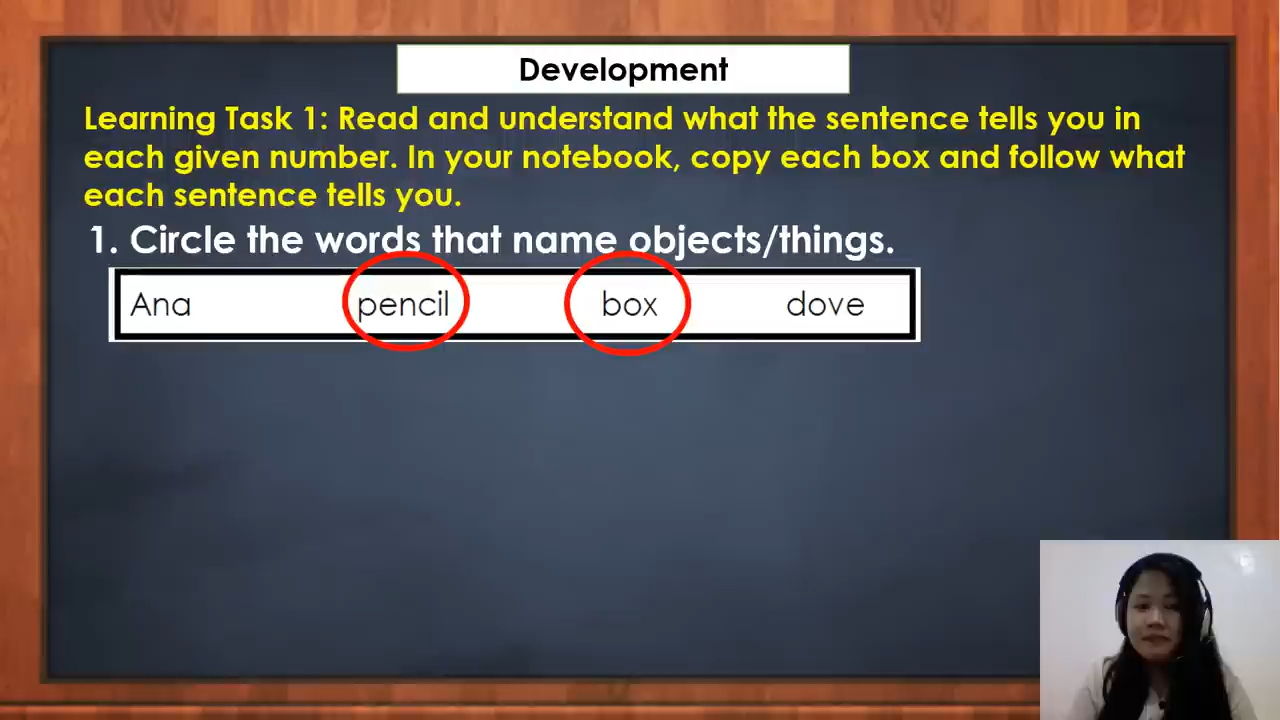 Development
Learning Task 1: Read and understand what the sentence tells you in
each given number. In your notebook, copy each box and follow what
each sentence tells you.
1. Circle the words that name objects/things.
Ana pencil box dove